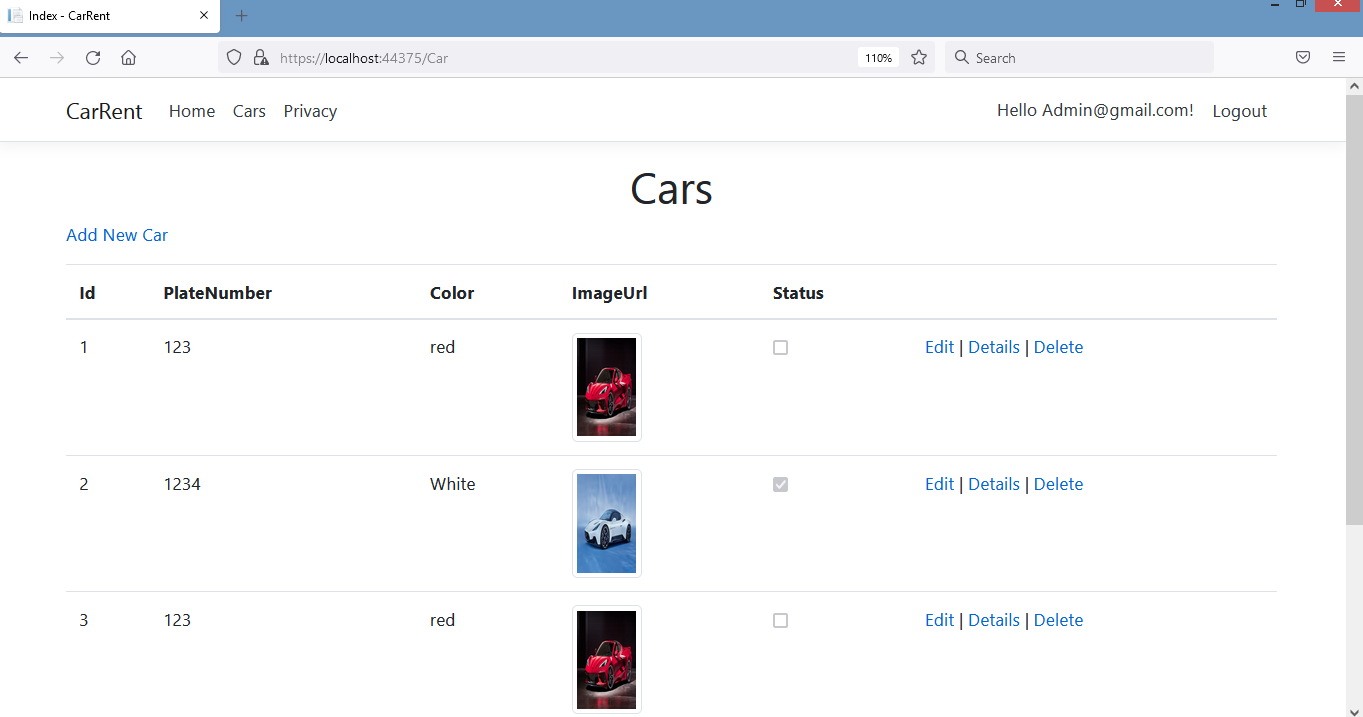 Index - CarRent
https://localhost:44375/Car
110%
Search
CarRent Home Cars Privacy Hello Admin@gmail.com! Logout
Cars
Add New Car
Id PlateNumber Color ImageUrl Status
1 123 red Edit | Details | Delete
2 1234 White Edit | Details | Delete
3 123 red Edit | Details | Delete